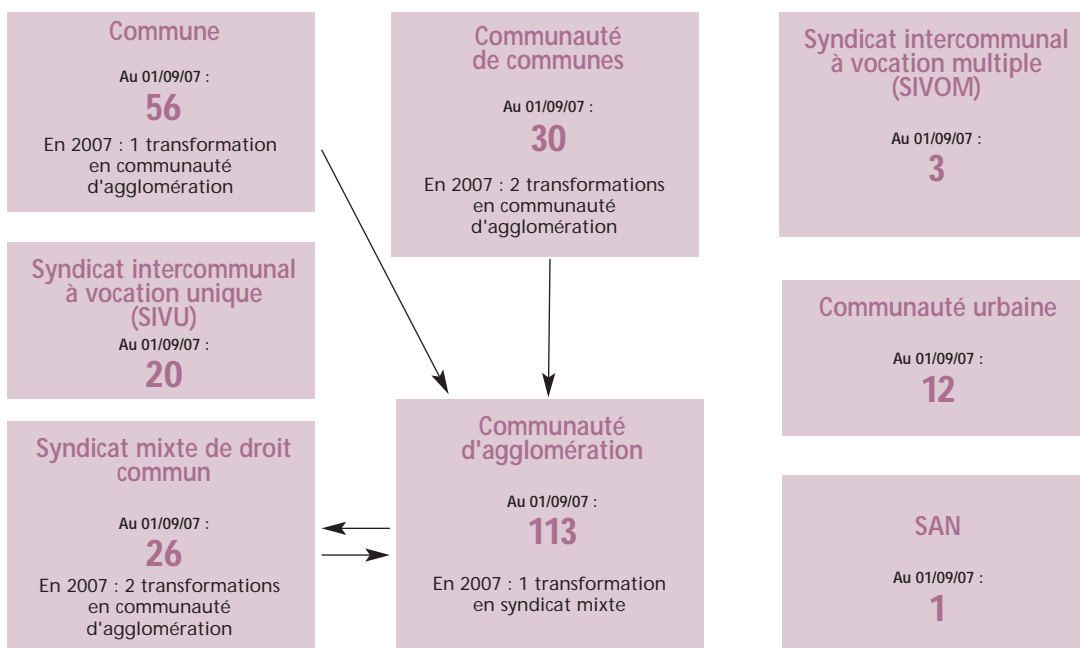 Commune
Au 01/09/07 :
56
En 2007 : 1 transformation
en communauté
d'agglomération
Communauté
de communes
Au 01/09/07 :
30
En 2007 : 2 transformations
en communauté
d'agglomération
Syndicat intercommunal
à vocation multiple
(SIVOM)
Au 01/09/07 :
3
Syndicat intercommunal
à vocation unique
(SIVU)
Au 01/09/07 :
20
Communauté urbaine
Au 01/09/07 :
12
Syndicat mixte de droit
commun
Au 01/09/07 :
26
En 2007 : 2 transformations
en communauté
d'agglomération
Communauté
d'agglomération
Au 01/09/07 :
113
En 2007 : 1 transformation
en syndicat mixte
SAN
Au 01/09/07 :
1